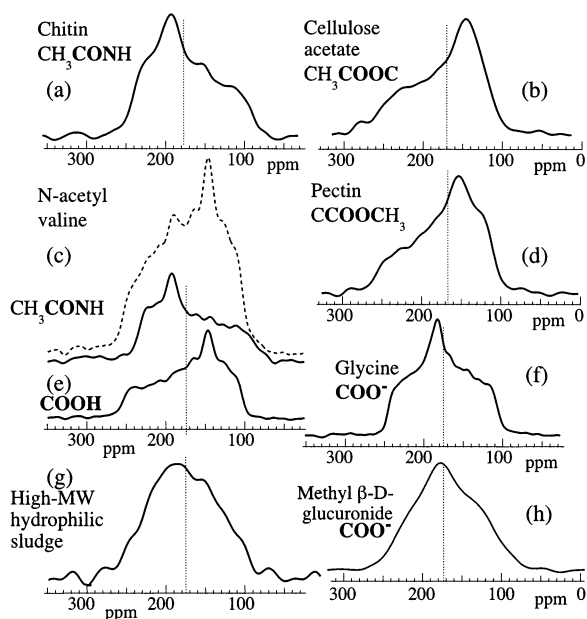 Chitin
CH3CONH
(a)
300 200 100
ppm
Cellulose
acetate
CH3COOC
(b)
300 200 100 0
ppm
N-acetyl
valine
(c)
CH3CONH
Pectin
CCOOCH3
(d)
300 200 100 0
ppm
(e)
COOH
300 200 100
ppm
Glycine
COO-
(f)
300 200 100 0
ppm
(g)
High-MW
hydrophilic
sludge
300 200 100
ppm
Methyl β-D-
glucuronide
COO-
(h)
300 200 100 0
ppm